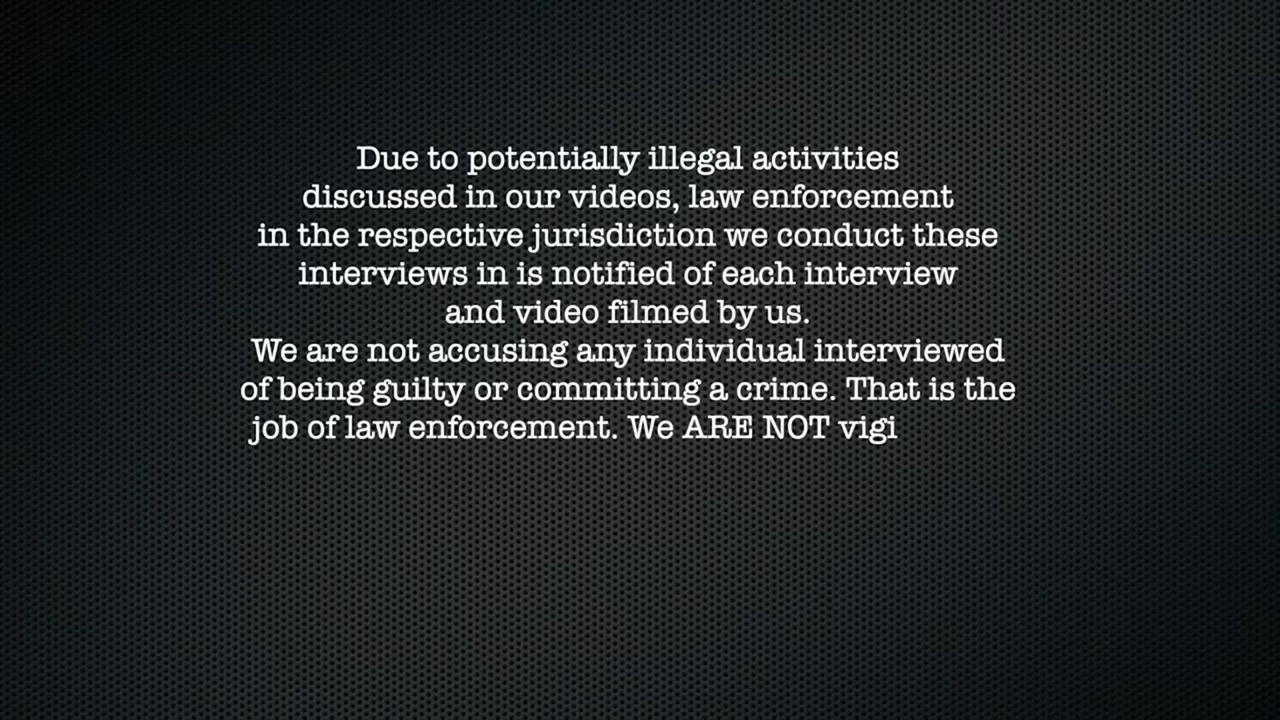 Due to potentially illegal activities
discussed in our videos, law enforcement
in the respective jurisdiction we conduct these
interviews in is notified of each interview
and video filmed by us.
We are not accusing any individual interviewed
of being guilty or committing a crime. That is the
job of law enforcement. We ARE NOT vigi